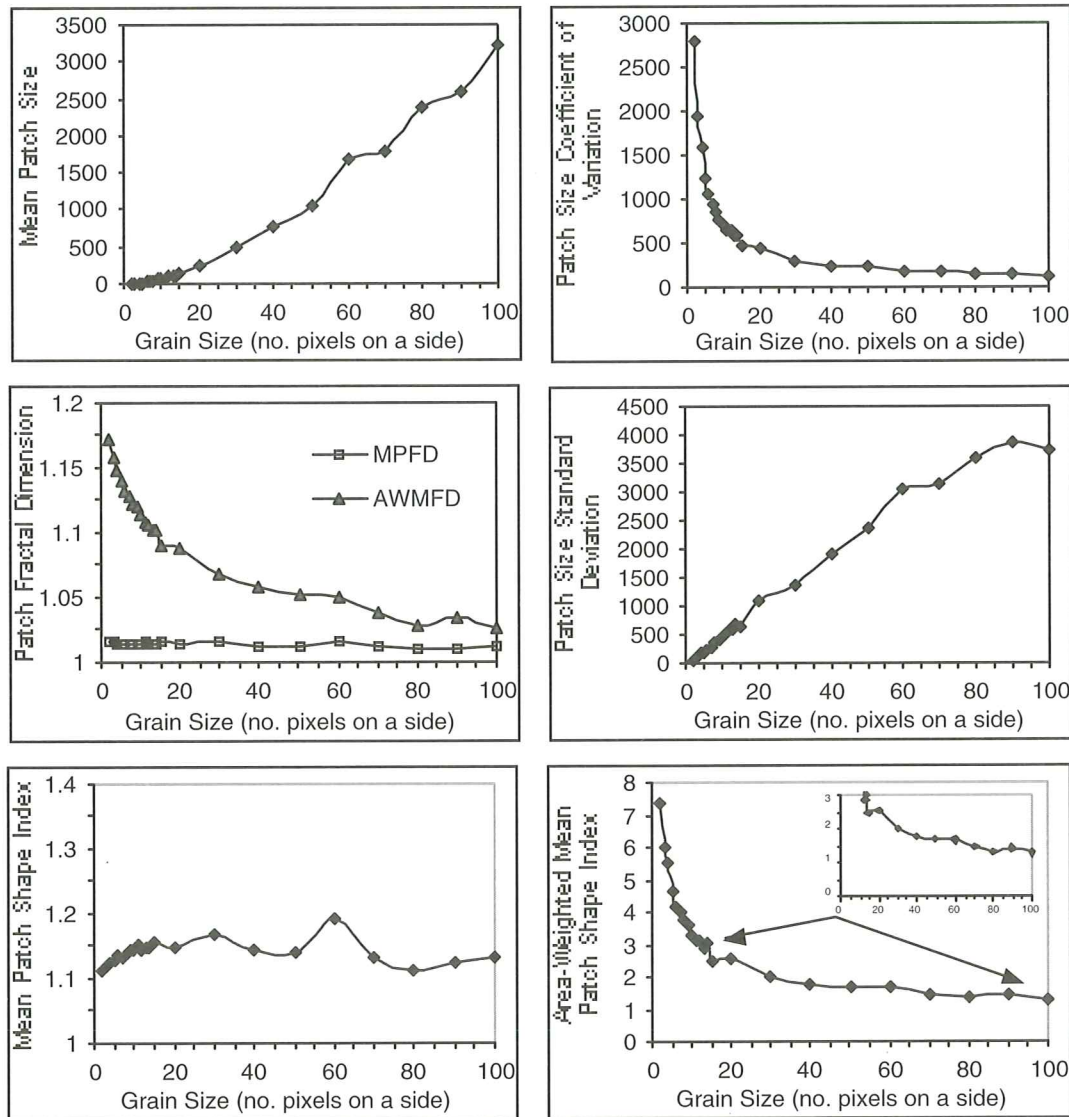 3500
3000
2500
2000
1500
1000
500
0
Mean Patch Size
0 20 40 60 80 100
Grain Size (no. pixels on a side)
3000
2500
2000
1500
1000
500
0
Patch Size Coefficient of
Variation
0 20 40 60 80 100
Grain Size (no. pixels on a side)
1.2
1.15
1.1
1.05
1
Patch Fractal Dimension
MPFD
AWMFD
0 20 40 60 80 100
Grain Size (no. pixels on a side)
4500
4000
3500
3000
2500
2000
1500
1000
500
0
Patch Size Standard
Deviation
0 20 40 60 80 100
Grain Size (no. pixels on a side)
1.4
1.3
1.2
1.1
1
Mean Patch Shape Index
0 20 40 60 80 100
Grain Size (no. pixels on a side)
8
7
6
5
4
3
2
1
0
Area-Weighted Mean
Patch Shape Index
3
2
1
0
0 20 40 60 80 100
0 20 40 60 80 100
Grain Size (no. pixels on a side)